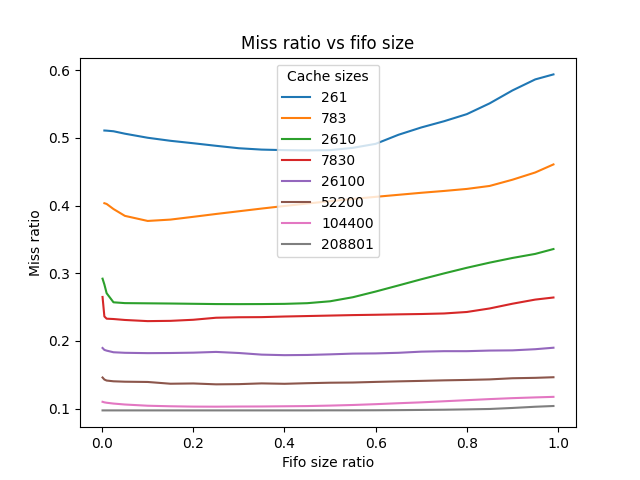 Miss ratio vs fifo size
Cache sizes
261
783
2610
7830
26100
52200
104400
208801
0.6
0.5
0.4
0.3
0.2
0.1
Miss ratio
0.0 0.2 0.4 0.6 0.8 1.0
Fifo size ratio